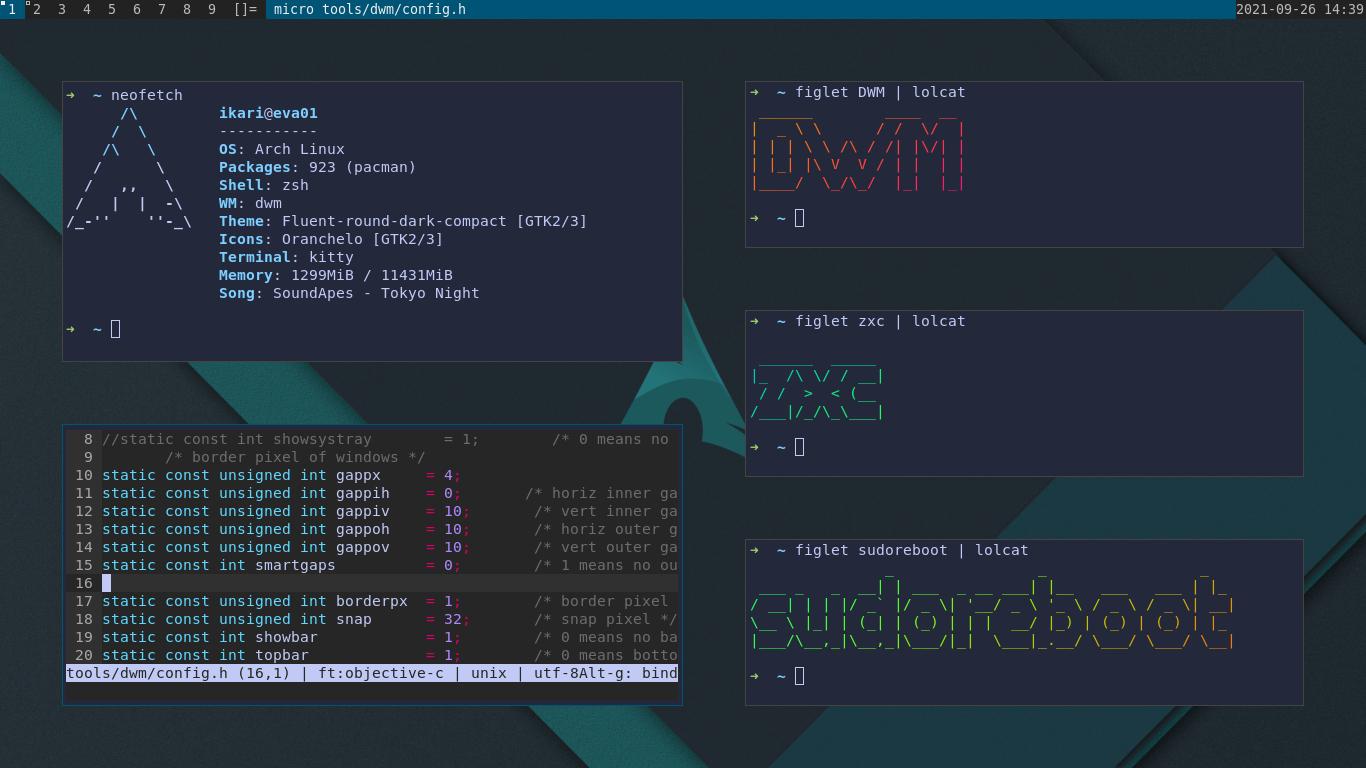 1 2 3 4 5 6 7 8 9 []= micro tools/dwm/config.h 2021-09-26 14:39
➜  ~ neofetch
ikari@eva01
-----------
OS: Arch Linux
Packages: 923 (pacman)
Shell: zsh
WM: dwm
Theme: Fluent-round-dark-compact [GTK2/3]
Icons: Oranchelo [GTK2/3]
Terminal: kitty
Memory: 1299MiB / 11431MiB
Song: SoundApes - Tokyo Night
➜  ~
8 //static const int showsystray        = 1;        /* 0 means no
9        /* border pixel of windows */
10 static const unsigned int gappx     = 4;
11 static const unsigned int gappih    = 0;       /* horiz inner ga
12 static const unsigned int gappiv    = 10;       /* vert inner ga
13 static const unsigned int gappoh    = 10;       /* horiz outer g
14 static const unsigned int gappov    = 10;       /* vert outer ga
15 static const int smartgaps          = 0;        /* 1 means no ou
16
17 static const unsigned int borderpx  = 1;        /* border pixel
18 static const unsigned int snap      = 32;       /* snap pixel */
19 static const int showbar            = 1;        /* 0 means no ba
20 static const int topbar             = 1;        /* 0 means botto
tools/dwm/config.h (16,1) | ft:objective-c | unix | utf-8Alt-g: bind
➜  ~ figlet DWM | lolcat
DWM
➜  ~
➜  ~ figlet zxc | lolcat
zxc
➜  ~
➜  ~ figlet sudoreboot | lolcat
sudoreboot
➜  ~